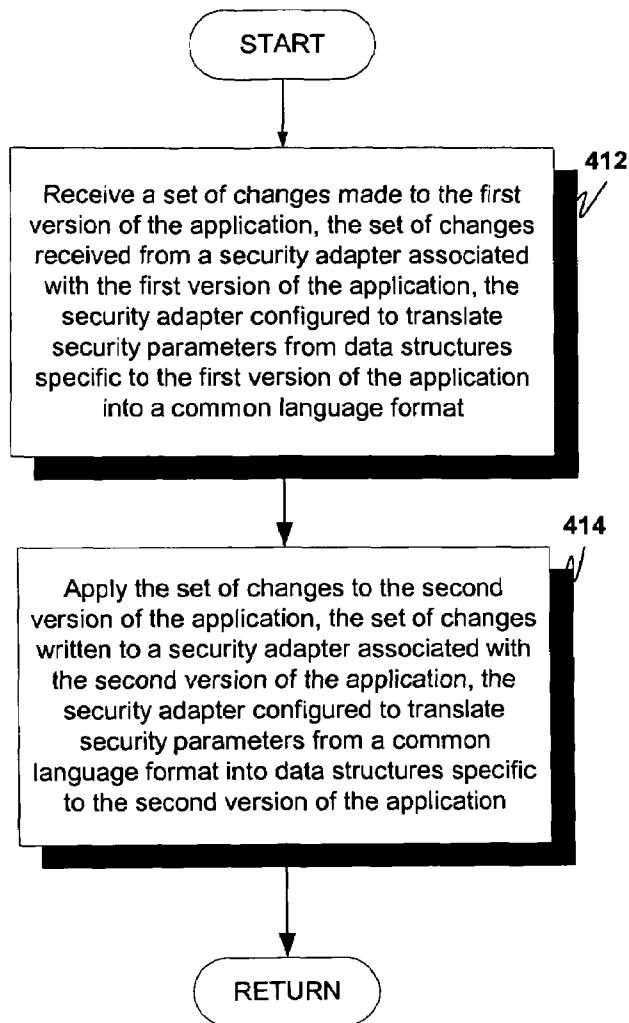 START
412
Receive a set of changes made to the first
version of the application, the set of changes
received from a security adapter associated
with the first version of the application, the
security adapter configured to translate
security parameters from data structures
specific to the first version of the application
into a common language format
414
Apply the set of changes to the second
version of the application, the set of changes
written to a security adapter associated with
the second version of the application, the
security adapter configured to translate
security parameters from a common
language format into data structures specific
to the second version of the application
RETURN